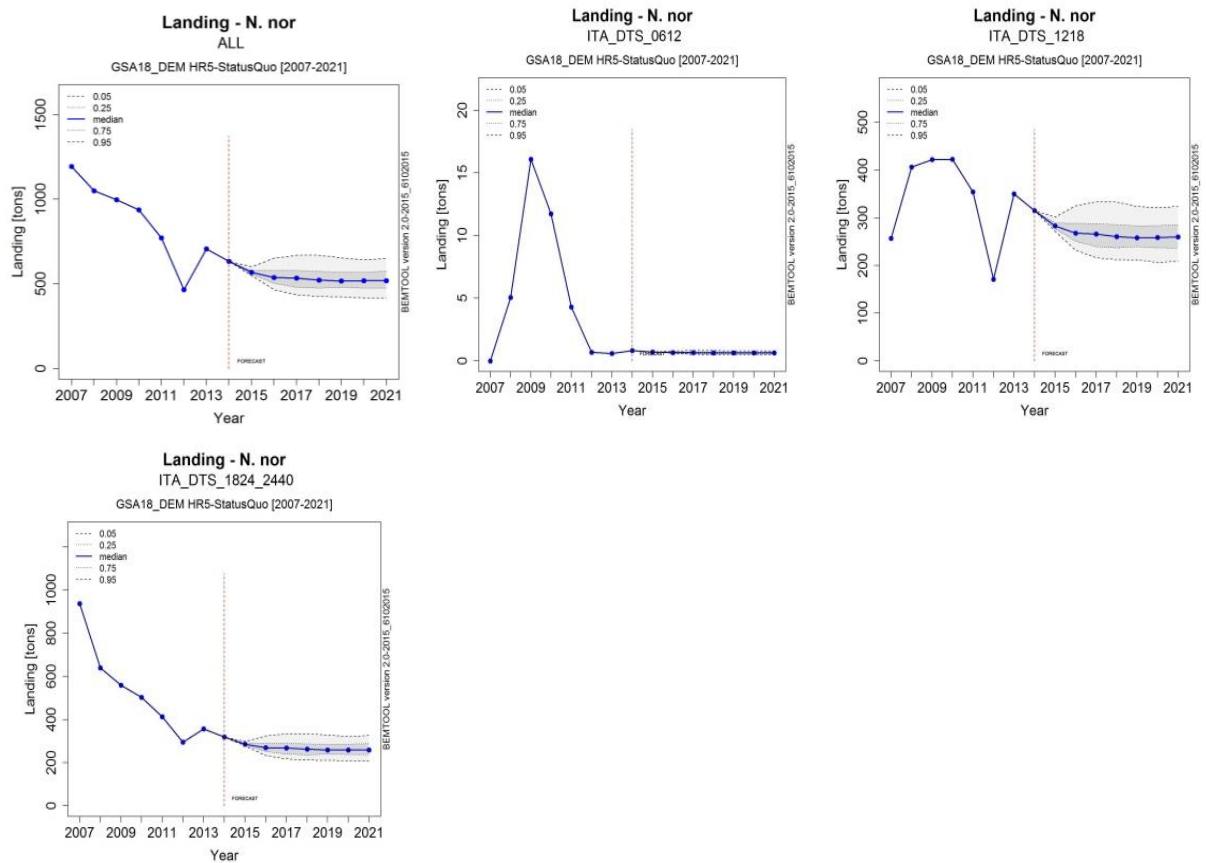 Landing - N. nor
ALL
GSA18_DEM HR5-StatusQuo [2007-2021]
0.05
0.25
median
0.75
0.95
1500
1000
500
0
Landing [tons]
FORECAST
2007 2009 2011 2013 2015 2017 2019 2021
Year
BEMTOOL version 2.0-2015_6102015
Landing - N. nor
ITA_DTS_0612
GSA18_DEM HR5-StatusQuo [2007-2021]
0.05
0.25
median
0.75
0.95
20
15
10
5
0
Landing [tons]
FORECAST
2007 2009 2011 2013 2015 2017 2019 2021
Year
BEMTOOL version 2.0-2015_6102015
Landing - N. nor
ITA_DTS_1218
GSA18_DEM HR5-StatusQuo [2007-2021]
0.05
0.25
median
0.75
0.95
500
400
300
200
100
0
Landing [tons]
FORECAST
2007 2009 2011 2013 2015 2017 2019 2021
Year
BEMTOOL version 2.0-2015_6102015
Landing - N. nor
ITA_DTS_1824_2440
GSA18_DEM HR5-StatusQuo [2007-2021]
0.05
0.25
median
0.75
0.95
1000
800
600
400
200
0
Landing [tons]
FORECAST
2007 2009 2011 2013 2015 2017 2019 2021
Year
BEMTOOL version 2.0-2015_6102015